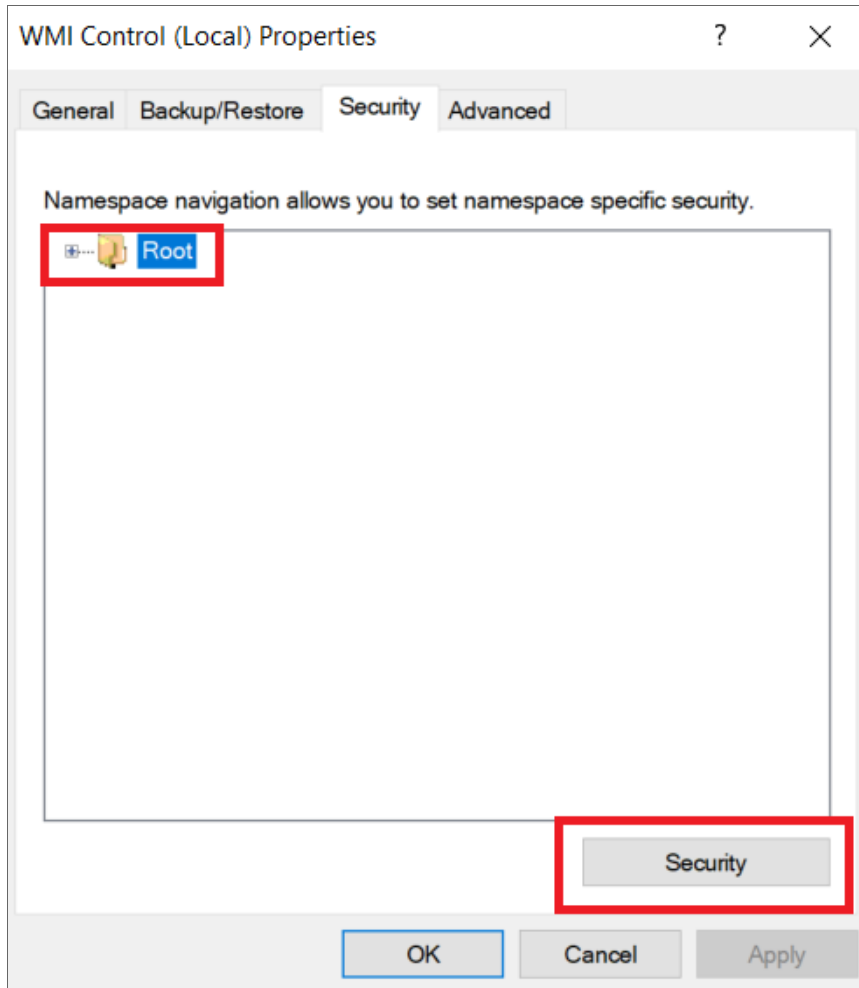 WMI Control (Local) Properties ?
General Backup/Restore Security Advanced
Namespace navigation allows you to set namespace specific security.
Root
Security
OK Cancel Apply